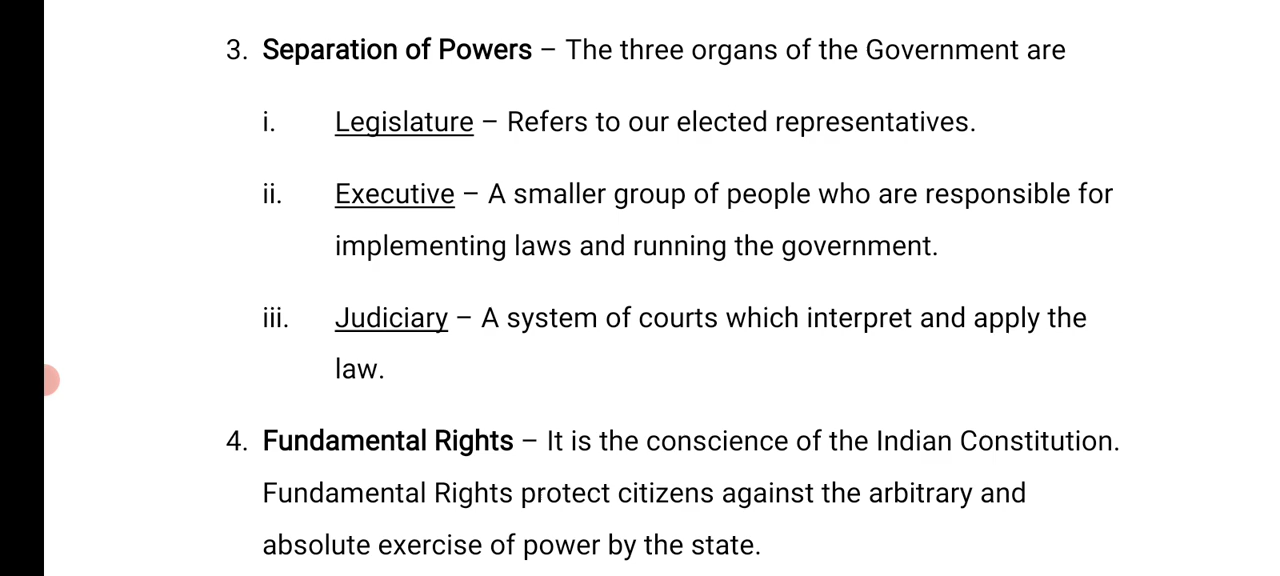 3. Separation of Powers – The three organs of the Government are
i. Legislature – Refers to our elected representatives.
ii. Executive – A smaller group of people who are responsible for
implementing laws and running the government.
iii. Judiciary – A system of courts which interpret and apply the
law.
4. Fundamental Rights – It is the conscience of the Indian Constitution.
Fundamental Rights protect citizens against the arbitrary and
absolute exercise of power by the state.